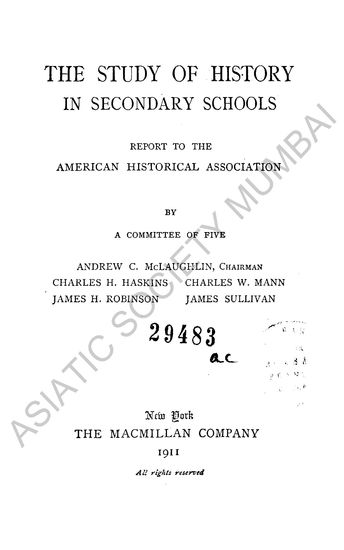 THE STUDY OF HISTORY
IN SECONDARY SCHOOLS
REPORT TO THE
AMERICAN HISTORICAL ASSOCIATION
BY
A COMMITTEE OF FIVE
ANDREW C. McLAUGHLIN, CHAIRMAN
CHARLES H. HASKINS CHARLES W. MANN
JAMES H. ROBINSON JAMES SULLIVAN
29483
ac
New York
THE MACMILLAN COMPANY
1911
All rights reserved
ASIATIC SOCIETY MUMBAI